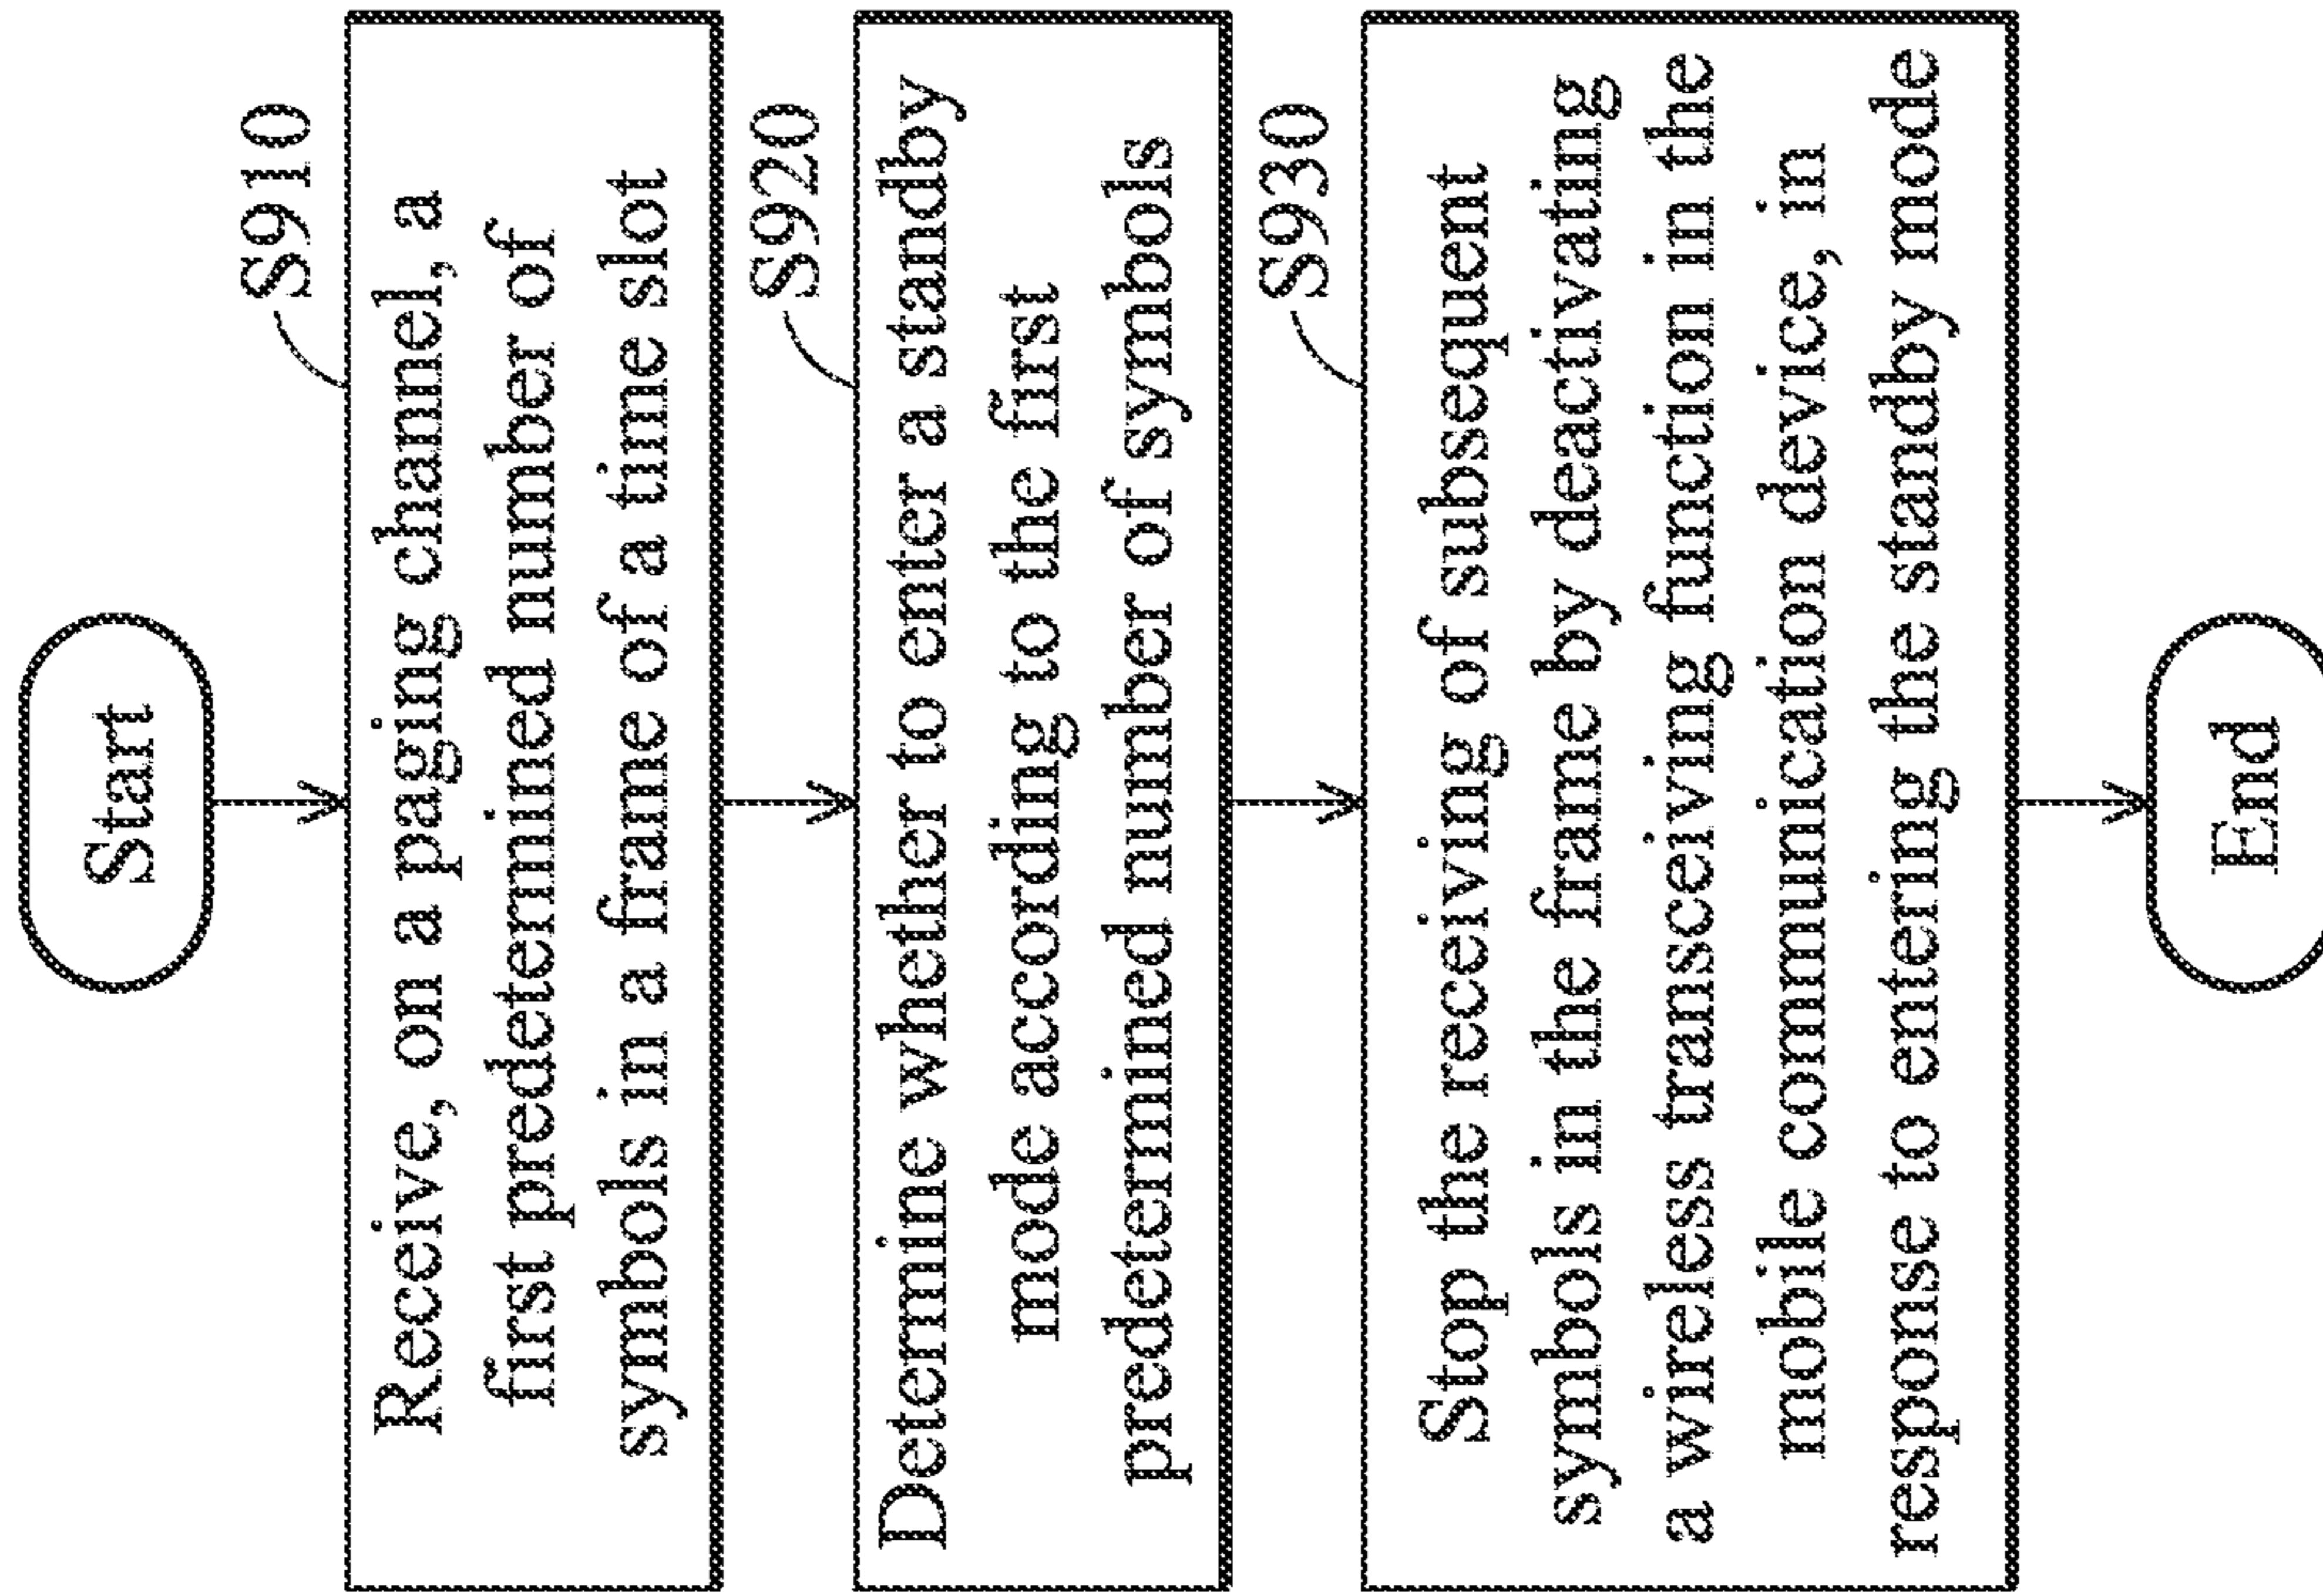 Start
S910
Receive, on a paging channel, a
first predetermined number of
symbols in a frame of a time slot
S920
Determine whether to enter a standby
mode according to the first
predetermined number of symbols
S930
Stop the receiving of subsequent
symbols in the frame by deactivating
a wireless transceiving function in the
mobile communication device, in
response to entering the standby mode
End